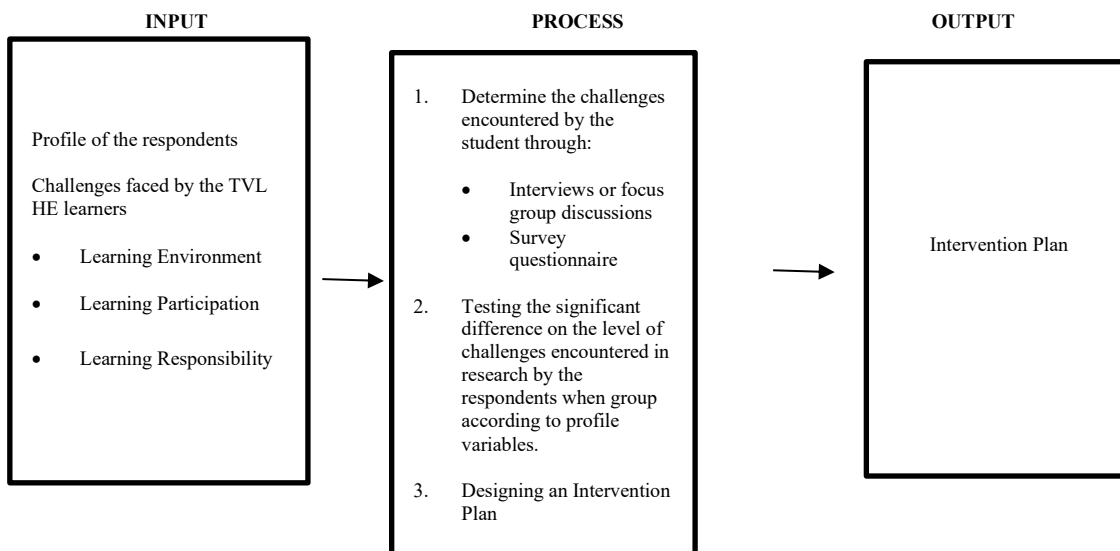 INPUT
Profile of the respondents
Challenges faced by the TVL
HE learners
• Learning Environment
• Learning Participation
• Learning Responsibility
PROCESS
1. Determine the challenges
encountered by the
student through:
• Interviews or focus
group discussions
• Survey
questionnaire
2. Testing the significant
difference on the level of
challenges encountered in
research by the
respondents when group
according to profile
variables.
3. Designing an Intervention
Plan
OUTPUT
Intervention Plan